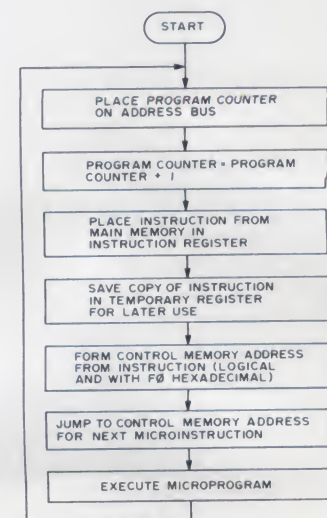 START
PLACE PROGRAM COUNTER
ON ADDRESS BUS
PROGRAM COUNTER = PROGRAM
COUNTER + 1
PLACE INSTRUCTION FROM
MAIN MEMORY IN
INSTRUCTION REGISTER
SAVE COPY OF INSTRUCTION
IN TEMPORARY REGISTER
FOR LATER USE
FORM CONTROL MEMORY ADDRESS
FROM INSTRUCTION (LOGICAL
AND WITH FØ HEXADECIMAL)
JUMP TO CONTROL MEMORY ADDRESS
FOR NEXT MICROINSTRUCTION
EXECUTE MICROPROGRAM